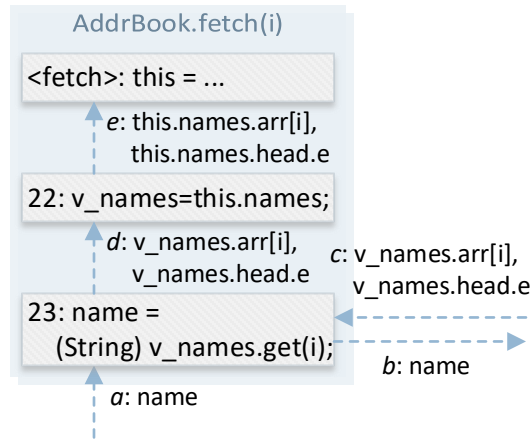 AddrBook.fetch(i)
<fetch>: this = ...
e: this.names.arr[i],
this.names.head.e
22: v_names=this.names;
d: v_names.arr[i],
v_names.head.e
c: v_names.arr[i],
v_names.head.e
23: name =
(String) v_names.get(i);
b: name
a: name